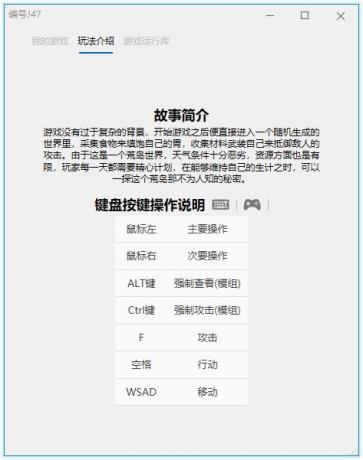 编号J47
我的游戏 玩法介绍 游戏运行库
故事简介
游戏没有过于复杂的背景，开始游戏之后便直接进入一个随机生成的
世界里，采集食物来填饱自己的胃，收集材料武装自己来抵御敌人的
攻击。由于这是一个荒岛世界，天气条件十分恶劣，资源方面也是有
限，玩家每一天都需要精心计划，在能够维持自己的生计之时，可以
一探这个荒岛那不为人知的秘密。
键盘按键操作说明
鼠标左 主要操作
鼠标右 次要操作
ALT键 强制查看(模组)
Ctrl键 强制攻击(模组)
F 攻击
空格 行动
WSAD 移动